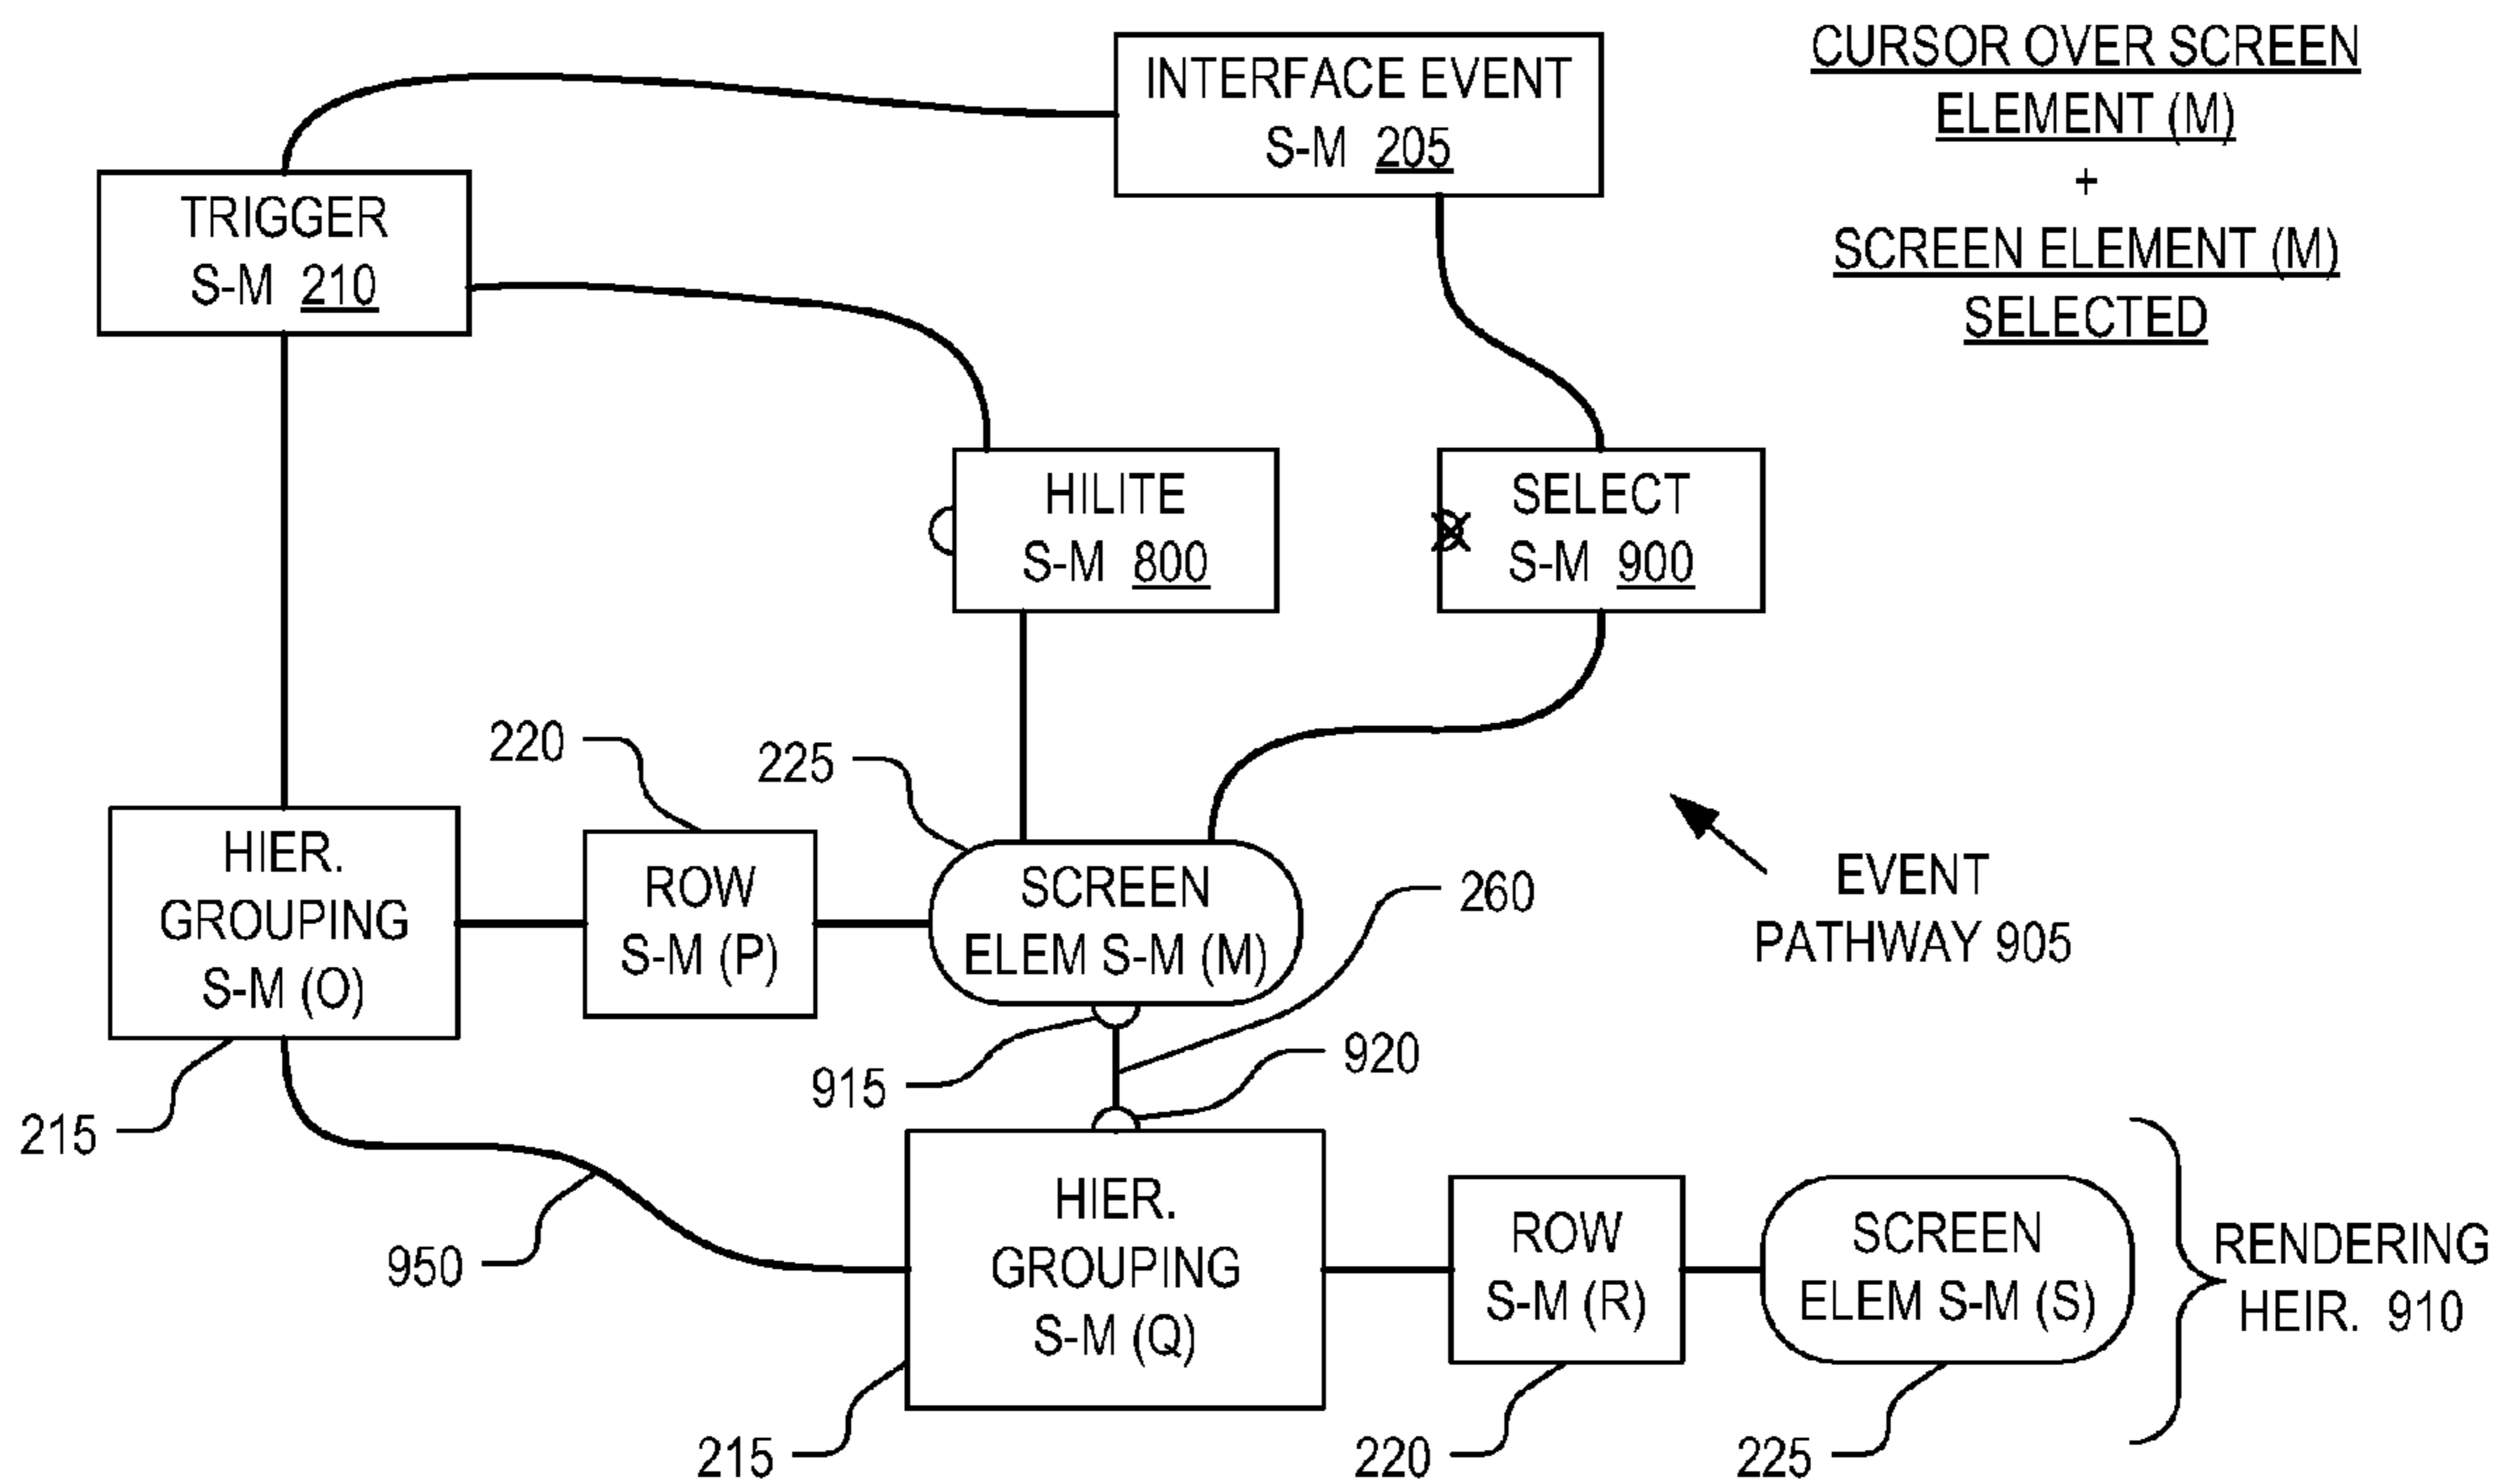 INTERFACE EVENT
S-M 205
CURSOR OVER SCREEN
ELEMENT (M)
+
SCREEN ELEMENT (M)
SELECTED
TRIGGER
S-M 210
HILITE
S-M 800
SELECT
S-M 900
220
225
HIER.
GROUPING
S-M (O)
ROW
S-M (P)
SCREEN
ELEM S-M (M)
260
EVENT
PATHWAY 905
915
920
215
950
HIER.
GROUPING
S-M (Q)
ROW
S-M (R)
SCREEN
ELEM S-M (S)
RENDERING
HEIR. 910
215
220
225